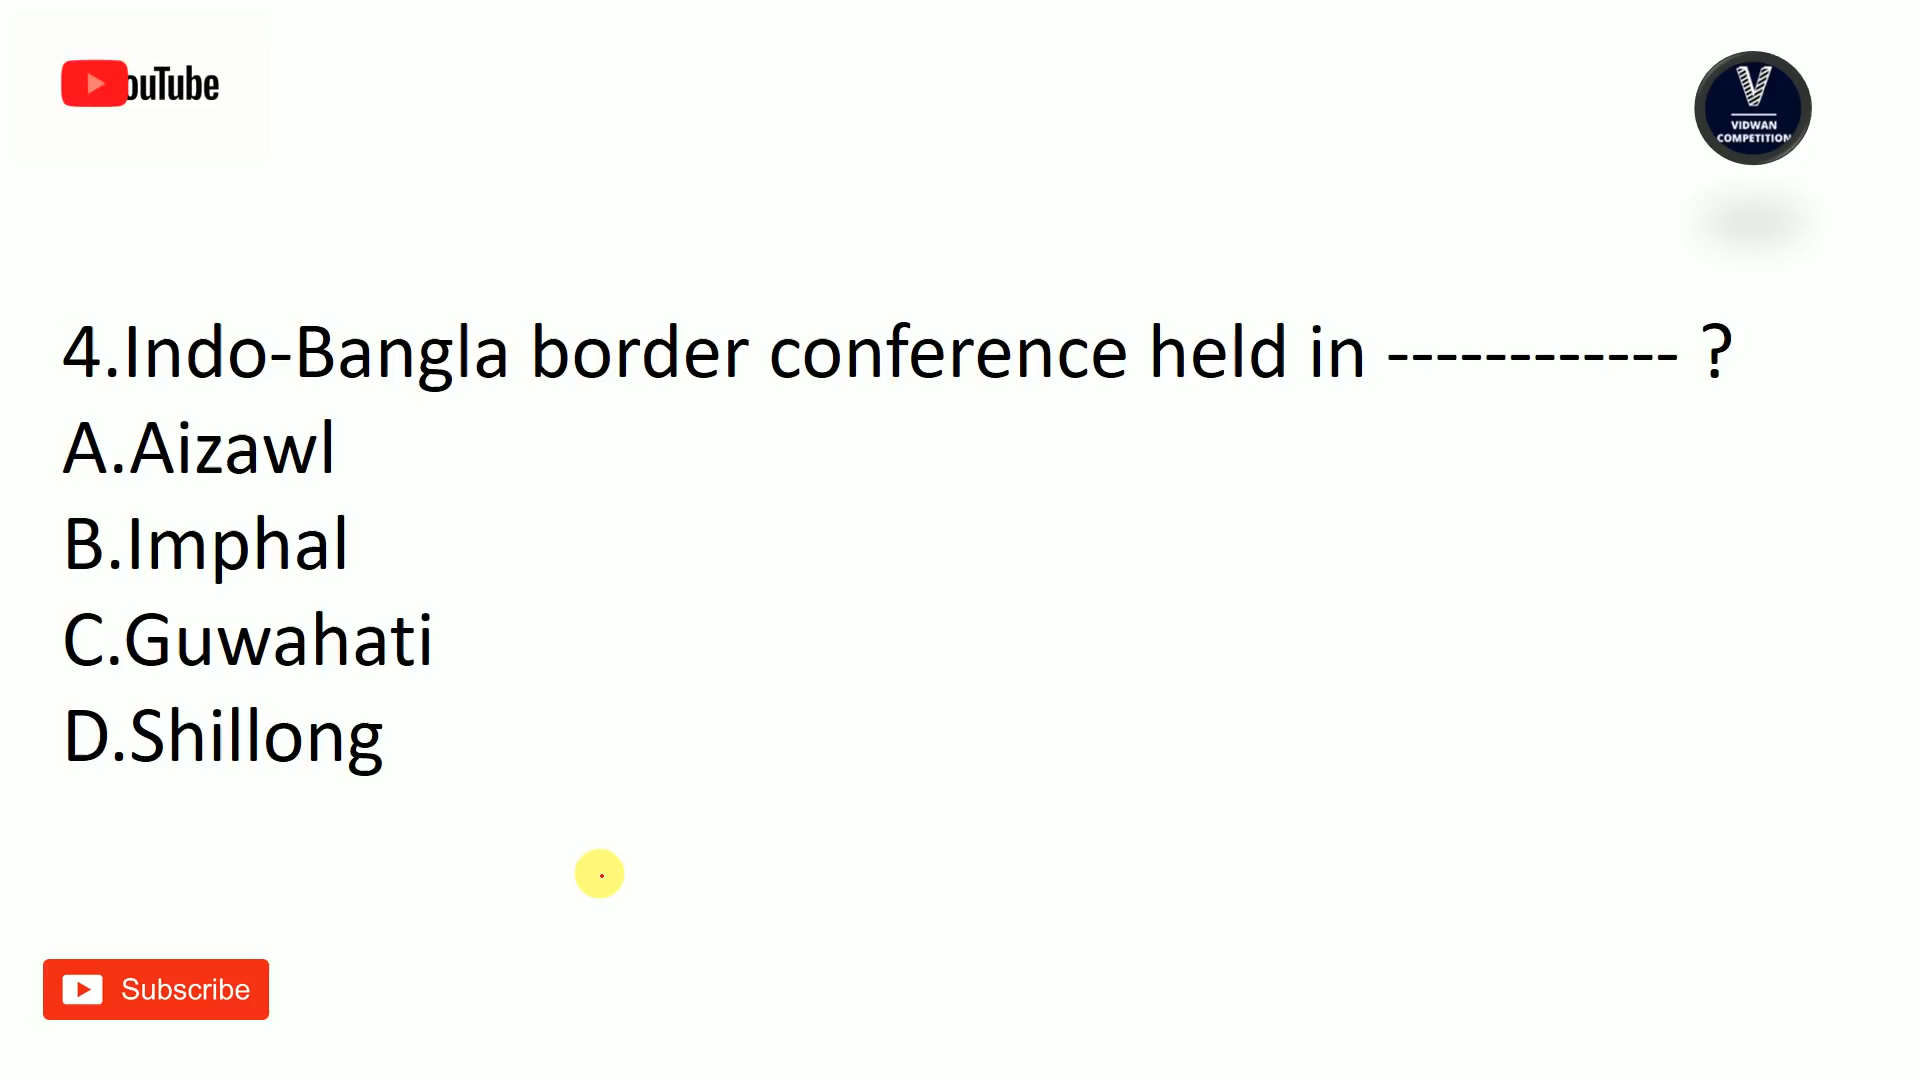 ouTube
V
VIDWAN
COMPETITION
4.Indo-Bangla border conference held in ------------ ?
A.Aizawl
B.Imphal
C.Guwahati
D.Shillong
Subscribe